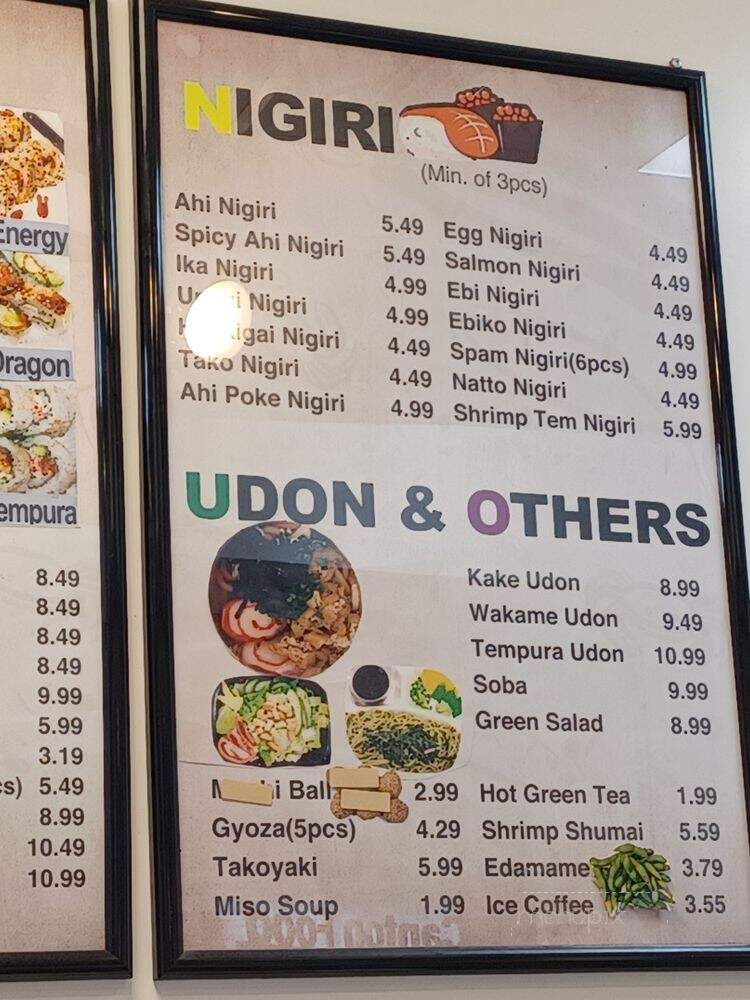 Energy
Dragon
empura
8.49
8.49
8.49
8.49
9.99
5.99
3.19
cs) 5.49
8.99
10.49
10.99
NIGIRI
(Min. of 3pcs)
Ahi Nigiri 5.49
Spicy Ahi Nigiri 5.49
Ika Nigiri 4.99
Nigiri 4.99
igai Nigiri 4.49
Tako Nigiri 4.49
Ahi Poke Nigiri 4.99
Egg Nigiri 4.49
Salmon Nigiri 4.49
Ebi Nigiri 4.49
Ebiko Nigiri 4.49
Spam Nigiri(6pcs) 4.99
Natto Nigiri 4.49
Shrimp Tem Nigiri 5.99
UDON & OTHERS
Kake Udon 8.99
Wakame Udon 9.49
Tempura Udon 10.99
Soba 9.99
Green Salad 8.99
i Ball 2.99
Gyoza(5pcs) 4.29
Takoyaki 5.99
Miso Soup 1.99
Hot Green Tea 1.99
Shrimp Shumai 5.59
Edamame 3.79
Ice Coffee 3.55